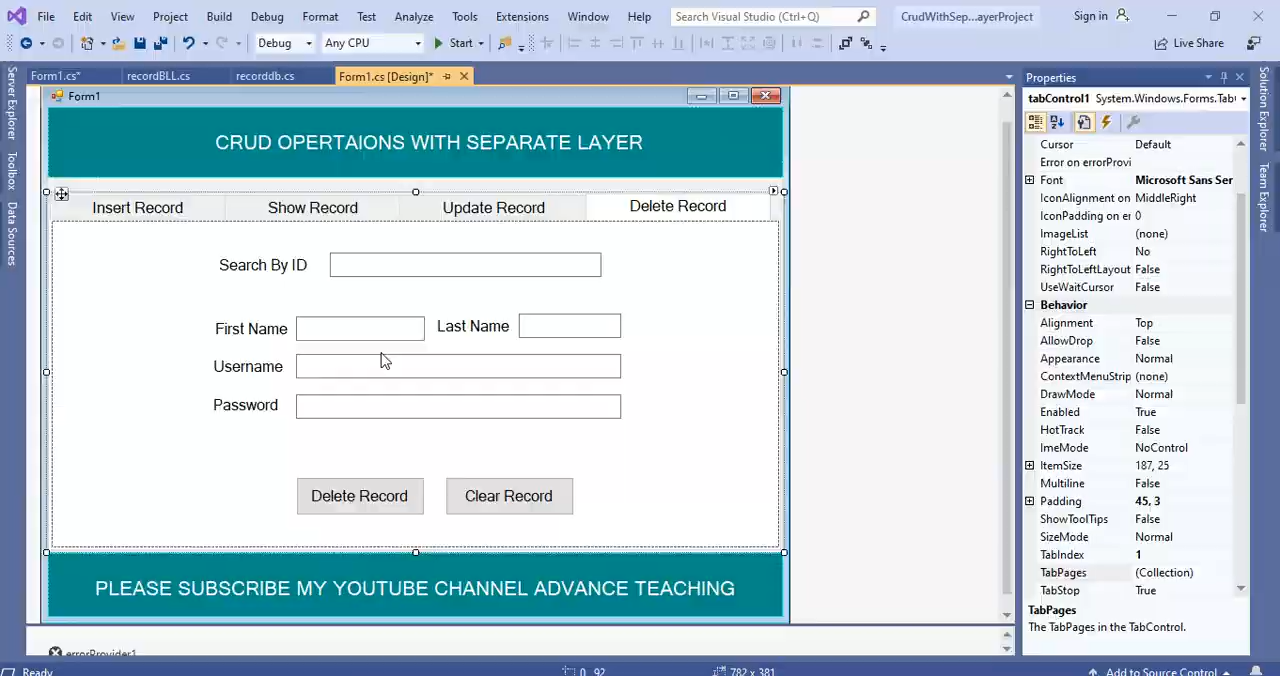 File Edit View Project Build Debug Format Test Analyze Tools Extensions Window Help Search Visual Studio (Ctrl+Q) CrudWithSep...ayerProject Sign in
Debug Any CPU Start Live Share
Form1.cs* recordBLL.cs recorddb.cs Form1.cs [Design]*
Server Explorer
Toolbox
Data Sources
Form1
CRUD OPERTAIONS WITH SEPARATE LAYER
Insert Record Show Record Update Record Delete Record
Search By ID
First Name Last Name
Username
Password
Delete Record Clear Record
PLEASE SUBSCRIBE MY YOUTUBE CHANNEL ADVANCE TEACHING
errorProvider1
Properties
tabControl1 System.Windows.Forms.Tab
Cursor Default
Error on errorProvi
Font Microsoft Sans Ser
IconAlignment on MiddleRight
IconPadding on er 0
ImageList (none)
RightToLeft No
RightToLeftLayout False
UseWaitCursor False
Behavior
Alignment Top
AllowDrop False
Appearance Normal
ContextMenuStrip (none)
DrawMode Normal
Enabled True
HotTrack False
ImeMode NoControl
ItemSize 187, 25
Multiline False
Padding 45, 3
ShowToolTips False
SizeMode Normal
TabIndex 1
TabPages (Collection)
TabStop True
TabPages
The TabPages in the TabControl.
Solution Explorer
Team Explorer
Ready 0, 92 782 x 381 Add to Source Control